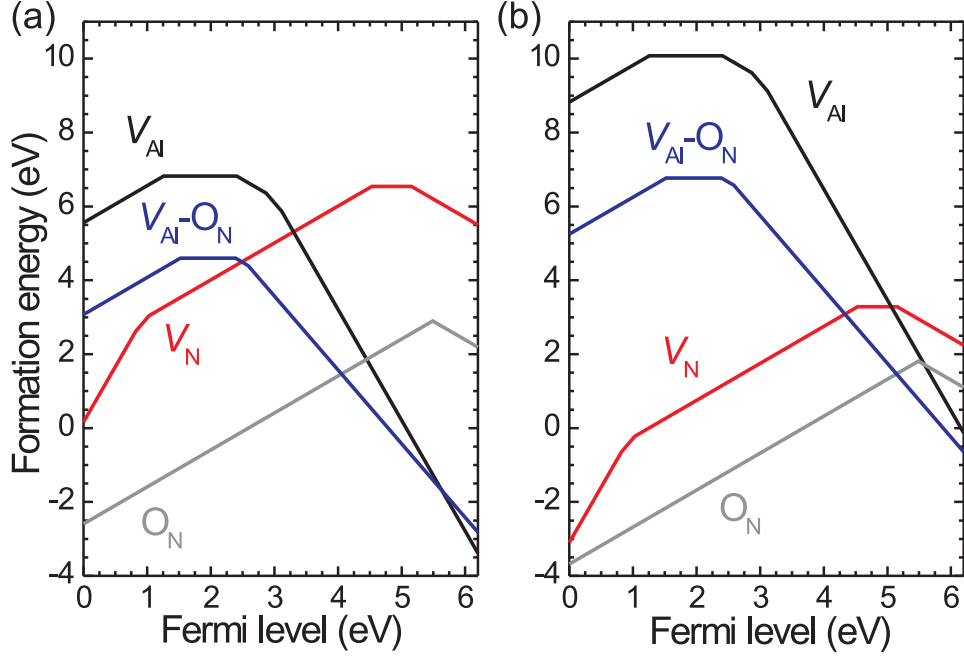 (a)
(b)
Formation energy (eV)
10
8
6
4
2
0
-2
-4
V_Al
V_Al-O_N
V_N
O_N
0 1 2 3 4 5 6
Fermi level (eV)
10
8
6
4
2
0
-2
-4
V_Al
V_Al-O_N
V_N
O_N
0 1 2 3 4 5 6
Fermi level (eV)